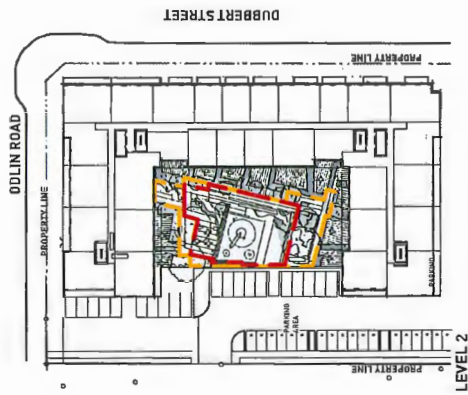 DUBBERT STREET
PROPERTY LINE
ODLIN ROAD
PROPERTY LINE
PARKING
PARKING
AREA
PROPERTY LINE
LEVEL 2